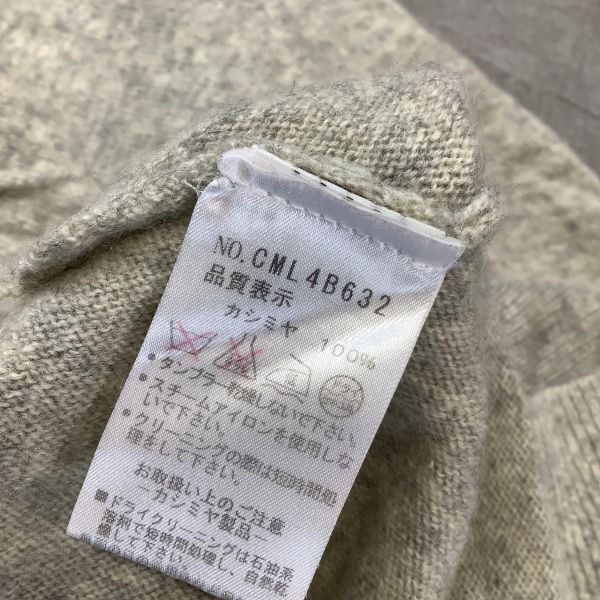 NO.CML4B632
品質表示
カシミヤ 100%
●タンブラー乾燥しないで下さい。
●スチームアイロンを使用しな
いで下さい。
●クリーニングの際は短時間処
理をして下さい。
お取扱い上のご注意
ーカシミヤ製品ー
■ドライクリーニングは石油系
溶剤で短時間処理し、自然乾
燥して下さい。